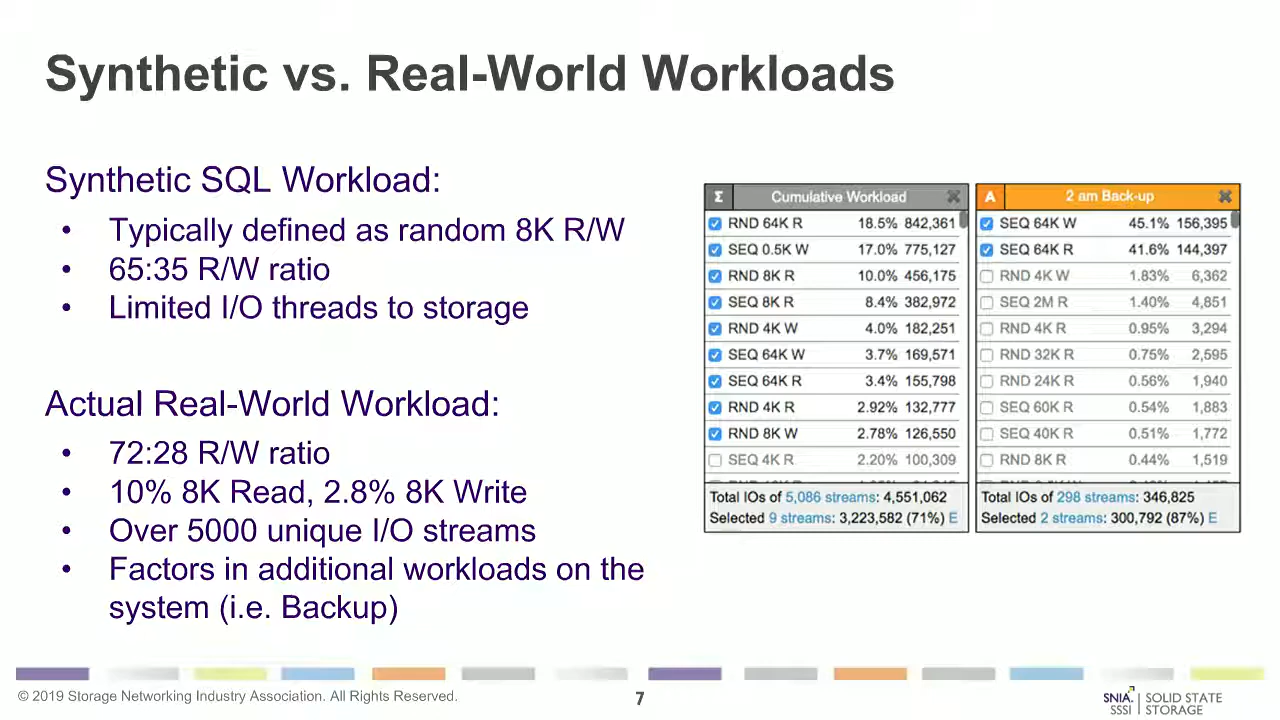 Synthetic vs. Real-World Workloads
Synthetic SQL Workload:
• Typically defined as random 8K R/W
• 65:35 R/W ratio
• Limited I/O threads to storage
Actual Real-World Workload:
• 72:28 R/W ratio
• 10% 8K Read, 2.8% 8K Write
• Over 5000 unique I/O streams
• Factors in additional workloads on the
system (i.e. Backup)
Σ Cumulative Workload
RND 64K R 18.5% 842,361
SEQ 0.5K W 17.0% 775,127
RND 8K R 10.0% 456,175
SEQ 8K R 8.4% 382,972
RND 4K W 4.0% 182,251
SEQ 64K W 3.7% 169,571
SEQ 64K R 3.4% 155,798
RND 4K R 2.92% 132,777
RND 8K W 2.78% 126,550
SEQ 4K R 2.20% 100,309
Total IOs of 5,086 streams: 4,551,062
Selected 9 streams: 3,223,582 (71%) E
A 2 am Back-up
SEQ 64K W 45.1% 156,395
SEQ 64K R 41.6% 144,397
RND 4K W 1.83% 6,362
SEQ 2M R 1.40% 4,851
RND 4K R 0.95% 3,294
RND 32K R 0.75% 2,595
RND 24K R 0.56% 1,940
SEQ 60K R 0.54% 1,883
SEQ 40K R 0.51% 1,772
RND 8K R 0.44% 1,519
Total IOs of 298 streams: 346,825
Selected 2 streams: 300,792 (87%) E
© 2019 Storage Networking Industry Association. All Rights Reserved.
7
SNIA. SOLID STATE
SSSI STORAGE